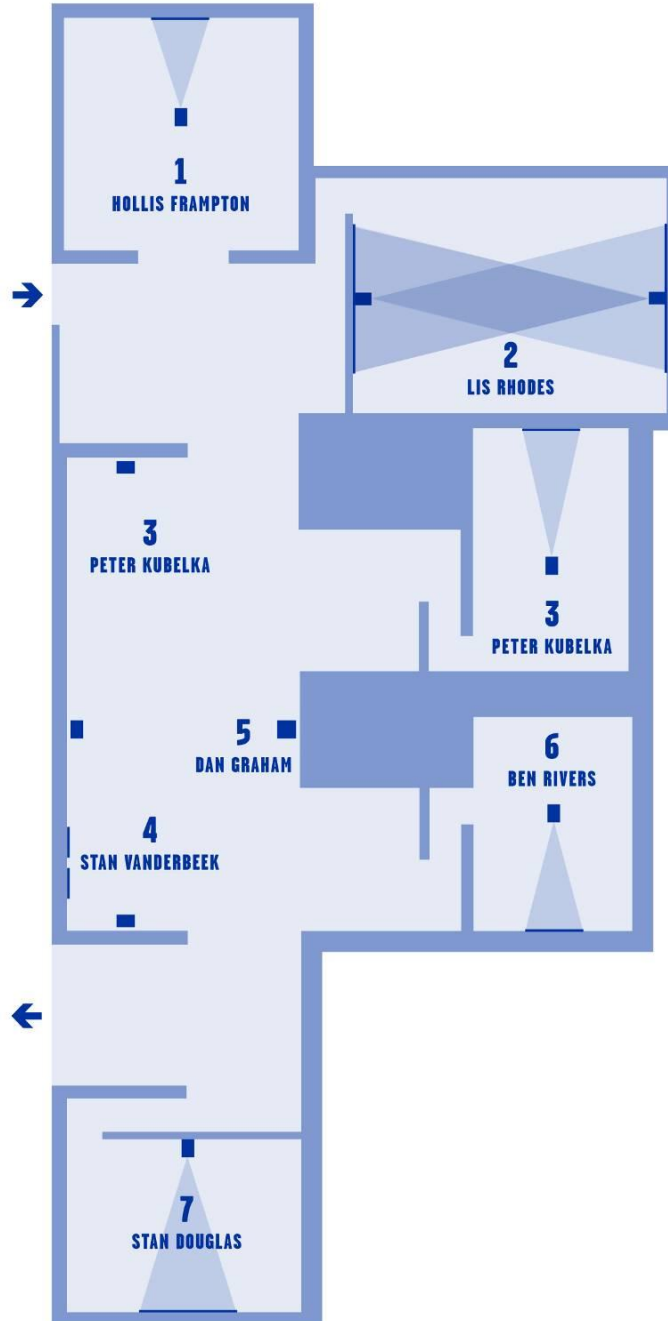 1
HOLLIS FRAMPTON
2
LIS RHODES
3
PETER KUBELKA
3
PETER KUBELKA
5
DAN GRAHAM
6
BEN RIVERS
4
STAN VANDERBEEK
7
STAN DOUGLAS